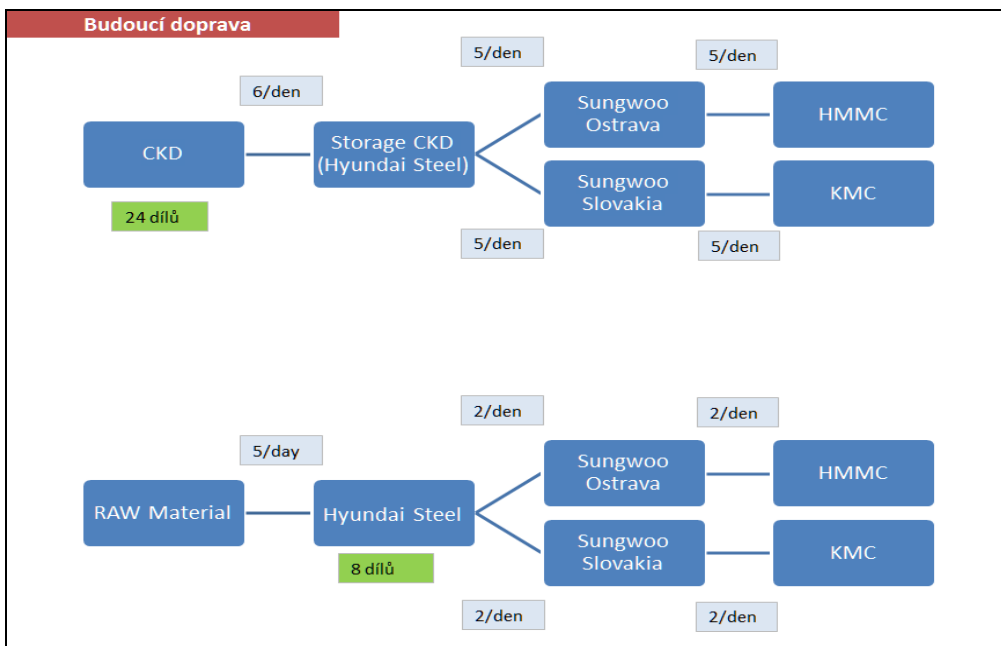 Budoucí doprava
5/den
5/den
6/den
Sungwoo
Ostrava
HMMC
CKD
Storage CKD
(Hyundai Steel)
Sungwoo
Slovakia
KMC
24 dílů
5/den
5/den
2/den
2/den
5/day
Sungwoo
Ostrava
HMMC
RAW Material
Hyundai Steel
Sungwoo
Slovakia
KMC
8 dílů
2/den
2/den